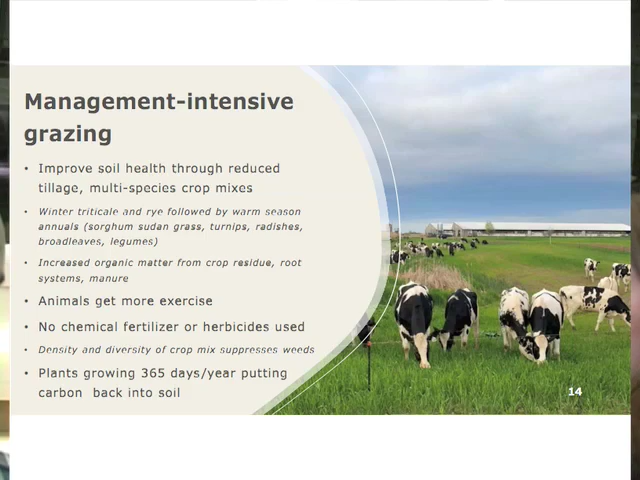 Management-intensive
grazing
• Improve soil health through reduced
tillage, multi-species crop mixes
• Winter triticale and rye followed by warm season
annuals (sorghum sudan grass, turnips, radishes,
broadleaves, legumes)
• Increased organic matter from crop residue, root
systems, manure
• Animals get more exercise
• No chemical fertilizer or herbicides used
• Density and diversity of crop mix suppresses weeds
• Plants growing 365 days/year putting
carbon  back into soil
14